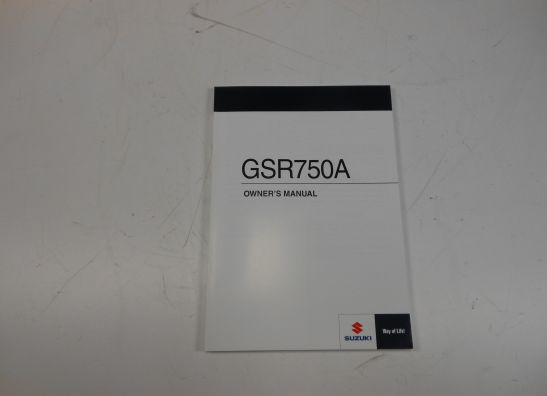 GSR750A
OWNER'S MANUAL
SUZUKI
Way of Life!